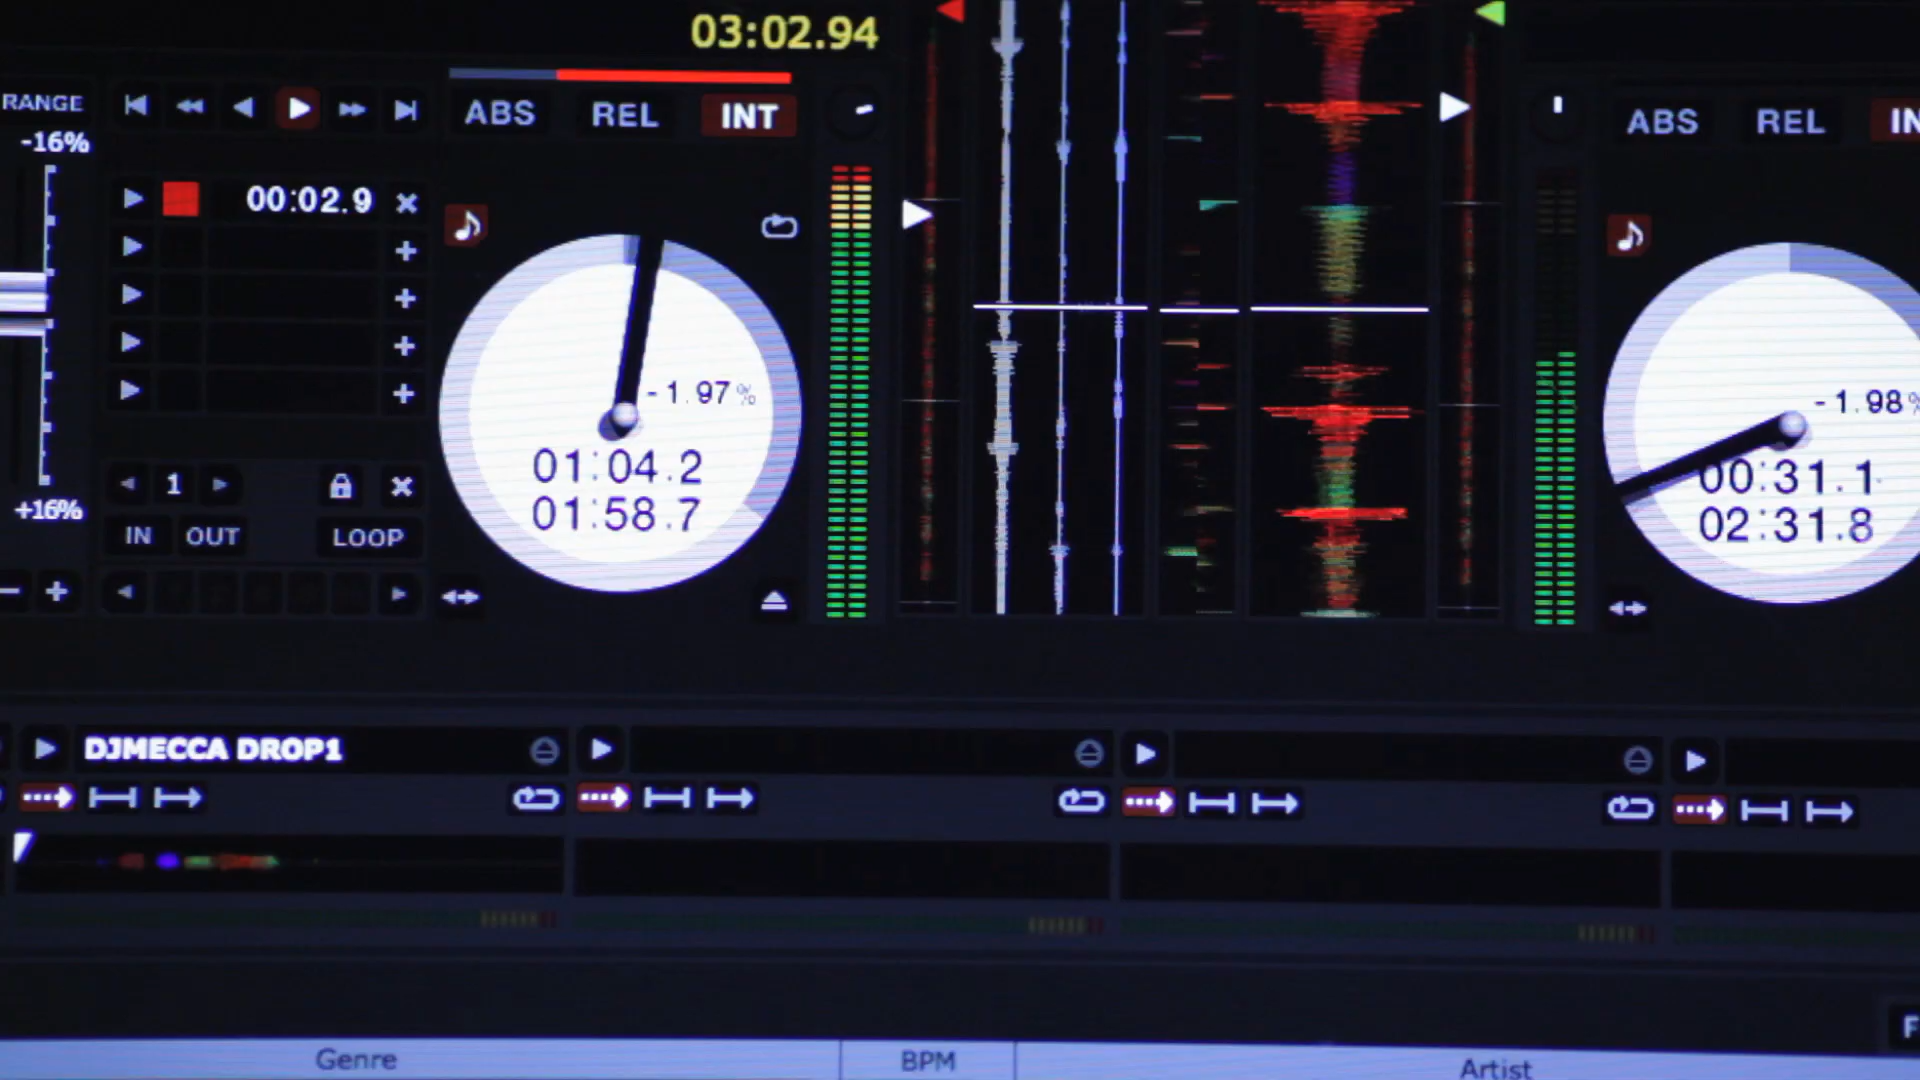 03:02.94
RANGE
-16%
ABS REL INT
ABS REL
00:02.9
-1.97%
01:04.2
01:58.7
-1.98%
00:31.1
02:31.8
1
+16%
IN OUT LOOP
DJMECCA DROP1
Genre BPM Artist